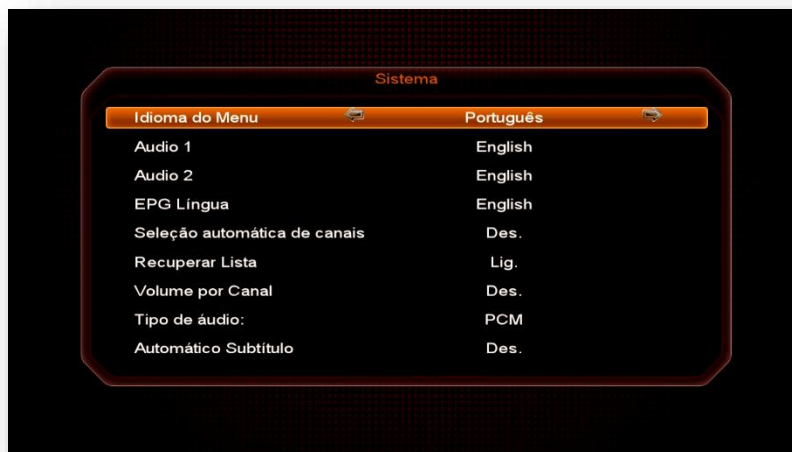 Sistema
Idioma do Menu Português
Audio 1 English
Audio 2 English
EPG Língua English
Seleção automática de canais Des.
Recuperar Lista Lig.
Volume por Canal Des.
Tipo de áudio: PCM
Automático Subtítulo Des.